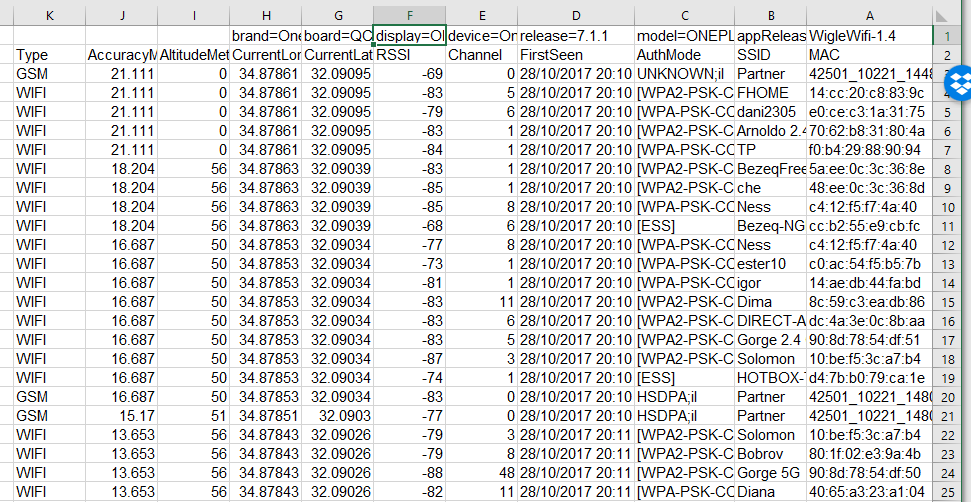 K J I H G F E D C B A
brand=One board=QC display=Ol device=On release=7.1.1 model=ONEPL appReleas WigleWifi-1.4 1
Type AccuracyM AltitudeMet CurrentLor CurrentLat RSSI Channel FirstSeen AuthMode SSID MAC 2
GSM 21.111 0 34.87861 32.09095 -69 0 28/10/2017 20:10 UNKNOWN;il Partner 42501_10221_1448
WIFI 21.111 0 34.87861 32.09095 -83 5 28/10/2017 20:10 [WPA2-PSK-C FHOME 14:cc:20:c8:83:9c 4
WIFI 21.111 0 34.87861 32.09095 -79 6 28/10/2017 20:10 [WPA-PSK-CC dani2305 e0:ce:c3:1a:31:75 5
WIFI 21.111 0 34.87861 32.09095 -83 1 28/10/2017 20:10 [WPA2-PSK-C Arnoldo 2.4 70:62:b8:31:80:4a 6
WIFI 21.111 0 34.87861 32.09095 -84 1 28/10/2017 20:10 [WPA-PSK-CC TP f0:b4:29:88:90:94 7
WIFI 18.204 56 34.87863 32.09039 -83 1 28/10/2017 20:10 [WPA2-PSK-C BezeqFree 5a:ee:0c:3c:36:8e 8
WIFI 18.204 56 34.87863 32.09039 -85 1 28/10/2017 20:10 [WPA2-PSK-C che 48:ee:0c:3c:36:8d 9
WIFI 18.204 56 34.87863 32.09039 -85 8 28/10/2017 20:10 [WPA-PSK-CC Ness c4:12:f5:f7:4a:40 10
WIFI 18.204 56 34.87863 32.09039 -68 6 28/10/2017 20:10 [ESS] Bezeq-NG cc:b2:55:e9:cb:fc 11
WIFI 16.687 50 34.87853 32.09034 -77 8 28/10/2017 20:10 [WPA-PSK-CC Ness c4:12:f5:f7:4a:40 12
WIFI 16.687 50 34.87853 32.09034 -73 1 28/10/2017 20:10 [WPA-PSK-CC ester10 c0:ac:54:f5:b5:7b 13
WIFI 16.687 50 34.87853 32.09034 -81 1 28/10/2017 20:10 [WPA-PSK-CC igor 14:ae:db:44:fa:bd 14
WIFI 16.687 50 34.87853 32.09034 -83 11 28/10/2017 20:10 [WPA2-PSK-C Dima 8c:59:c3:ea:db:86 15
WIFI 16.687 50 34.87853 32.09034 -83 6 28/10/2017 20:10 [WPA2-PSK-C DIRECT-A dc:4a:3e:0c:8b:aa 16
WIFI 16.687 50 34.87853 32.09034 -83 5 28/10/2017 20:10 [WPA2-PSK-C Gorge 2.4 90:8d:78:54:df:51 17
WIFI 16.687 50 34.87853 32.09034 -87 3 28/10/2017 20:10 [WPA2-PSK-C Solomon 10:be:f5:3c:a7:b4 18
WIFI 16.687 50 34.87853 32.09034 -74 1 28/10/2017 20:10 [ESS] HOTBOX- d4:7b:b0:79:ca:1e 19
GSM 16.687 50 34.87853 32.09034 -83 0 28/10/2017 20:10 HSDPA;il Partner 42501_10221_1480 20
GSM 15.17 51 34.87851 32.0903 -77 0 28/10/2017 20:10 HSDPA;il Partner 42501_10221_1480 21
WIFI 13.653 56 34.87843 32.09026 -79 3 28/10/2017 20:11 [WPA2-PSK-C Solomon 10:be:f5:3c:a7:b4 22
WIFI 13.653 56 34.87843 32.09026 -79 8 28/10/2017 20:11 [WPA2-PSK-C Bobrov 80:1f:02:e3:9a:4b 23
WIFI 13.653 56 34.87843 32.09026 -88 48 28/10/2017 20:11 [WPA2-PSK-C Gorge 5G 90:8d:78:54:df:50 24
WIFI 13.653 56 34.87843 32.09026 -82 11 28/10/2017 20:11 [WPA2-PSK-C Diana 40:65:a3:23:a1:04 25